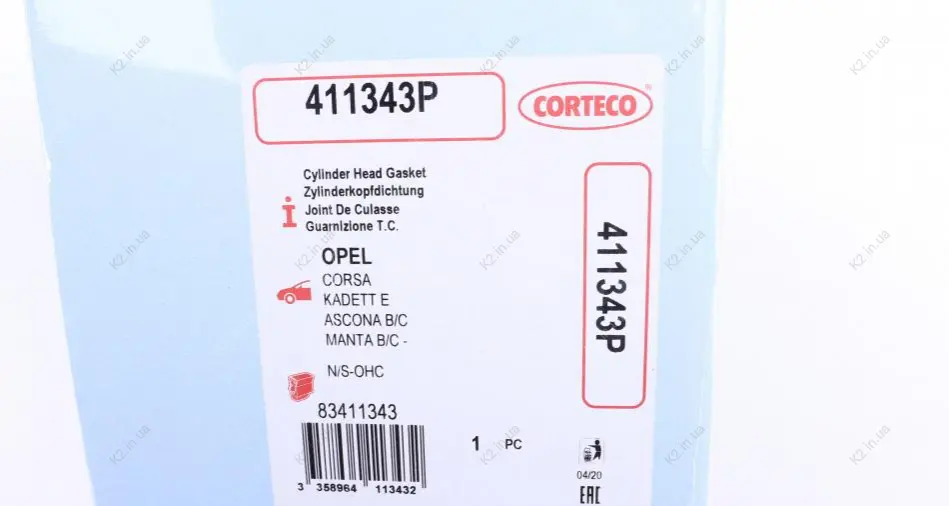 411343P
CORTECO
Cylinder Head Gasket
Zylinderkopfdichtung
Joint De Culasse
Guarnizione T.C.
OPEL
CORSA
KADETT E
ASCONA B/C
MANTA B/C -
N/S-OHC
83411343
3 358964 113432
1 PC
04/20
EAC
411343P
K2.in.ua